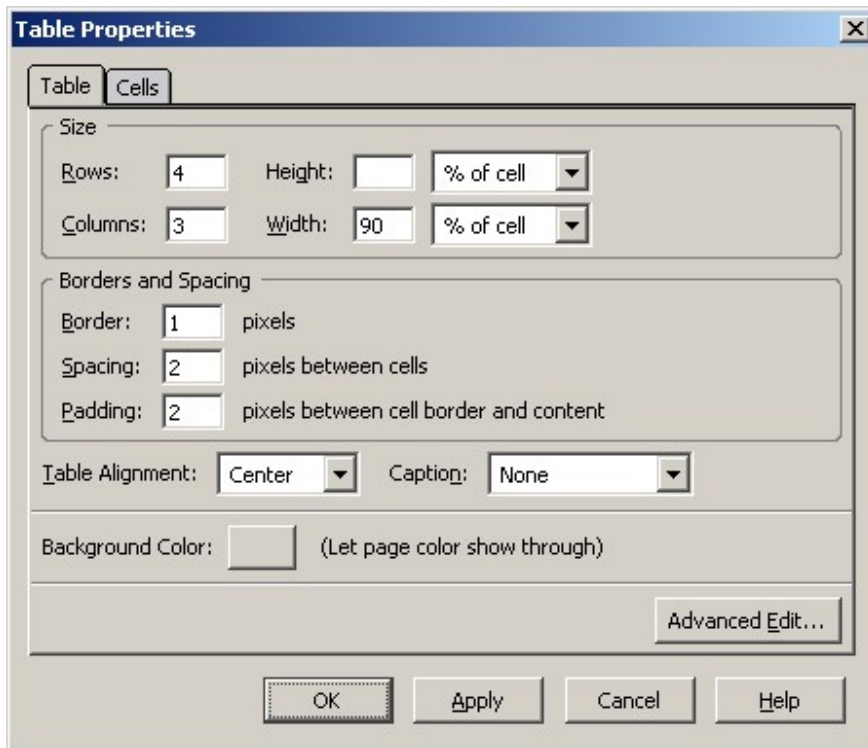 Table Properties
Table Cells
Size
Rows: 4 Height: % of cell
Columns: 3 Width: 90 % of cell
Borders and Spacing
Border: 1 pixels
Spacing: 2 pixels between cells
Padding: 2 pixels between cell border and content
Table Alignment: Center Caption: None
Background Color: (Let page color show through)
Advanced Edit...
OK Apply Cancel Help